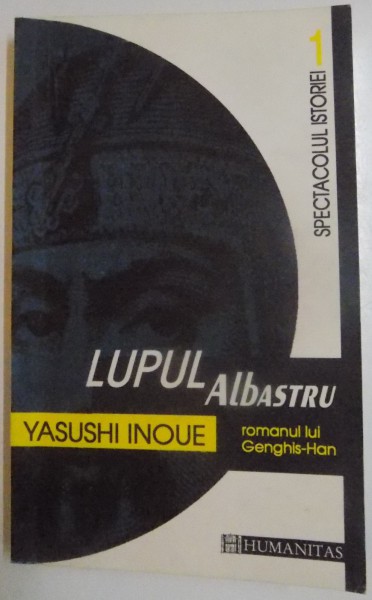 SPECTACOLUL ISTORIEI 1
LUPUL
AlbASTRU
YASUSHI INOUE
romanul lui
Genghis-Han
HUMANITAS